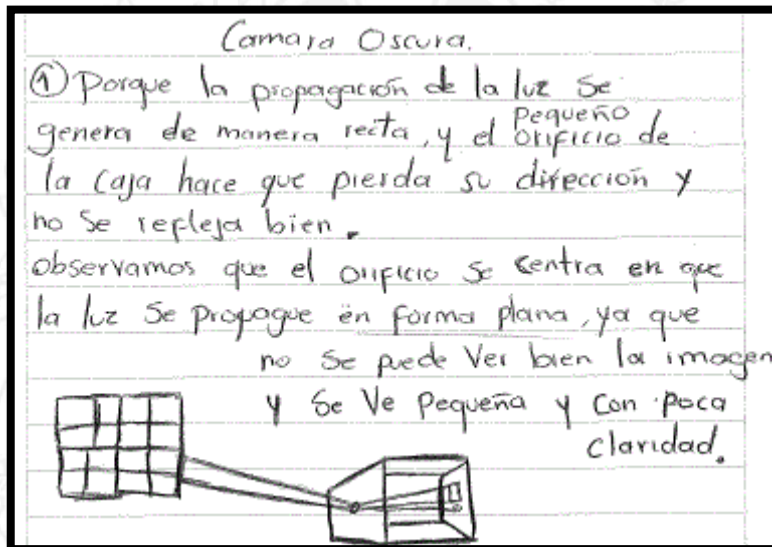 Camara Oscura.
① Porque la propagación de la luz se
genera de manera recta, y el pequeño orificio de
la caja hace que pierda su dirección y
no se refleja bien.
observamos que el orificio se centra en que
la luz se propague en forma plana, ya que
no se puede ver bien la imagen
y se ve pequeña y con poca
claridad.